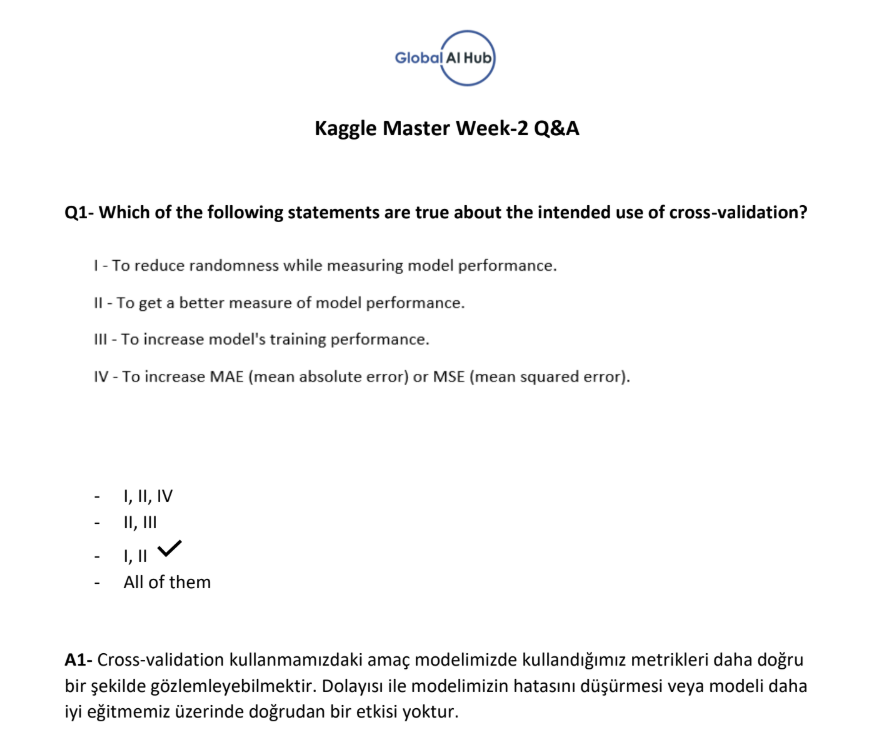 Global AI Hub
Kaggle Master Week-2 Q&A
Q1- Which of the following statements are true about the intended use of cross-validation?
I - To reduce randomness while measuring model performance.
II - To get a better measure of model performance.
III - To increase model's training performance.
IV - To increase MAE (mean absolute error) or MSE (mean squared error).
- I, II, IV
- II, III
- I, II ✓
- All of them
A1- Cross-validation kullanmamızdaki amaç modelimizde kullandığımız metrikleri daha doğru
bir şekilde gözlemleyebilmektir. Dolayısı ile modelimizin hatasını düşürmesi veya modeli daha
iyi eğitmemiz üzerinde doğrudan bir etkisi yoktur.